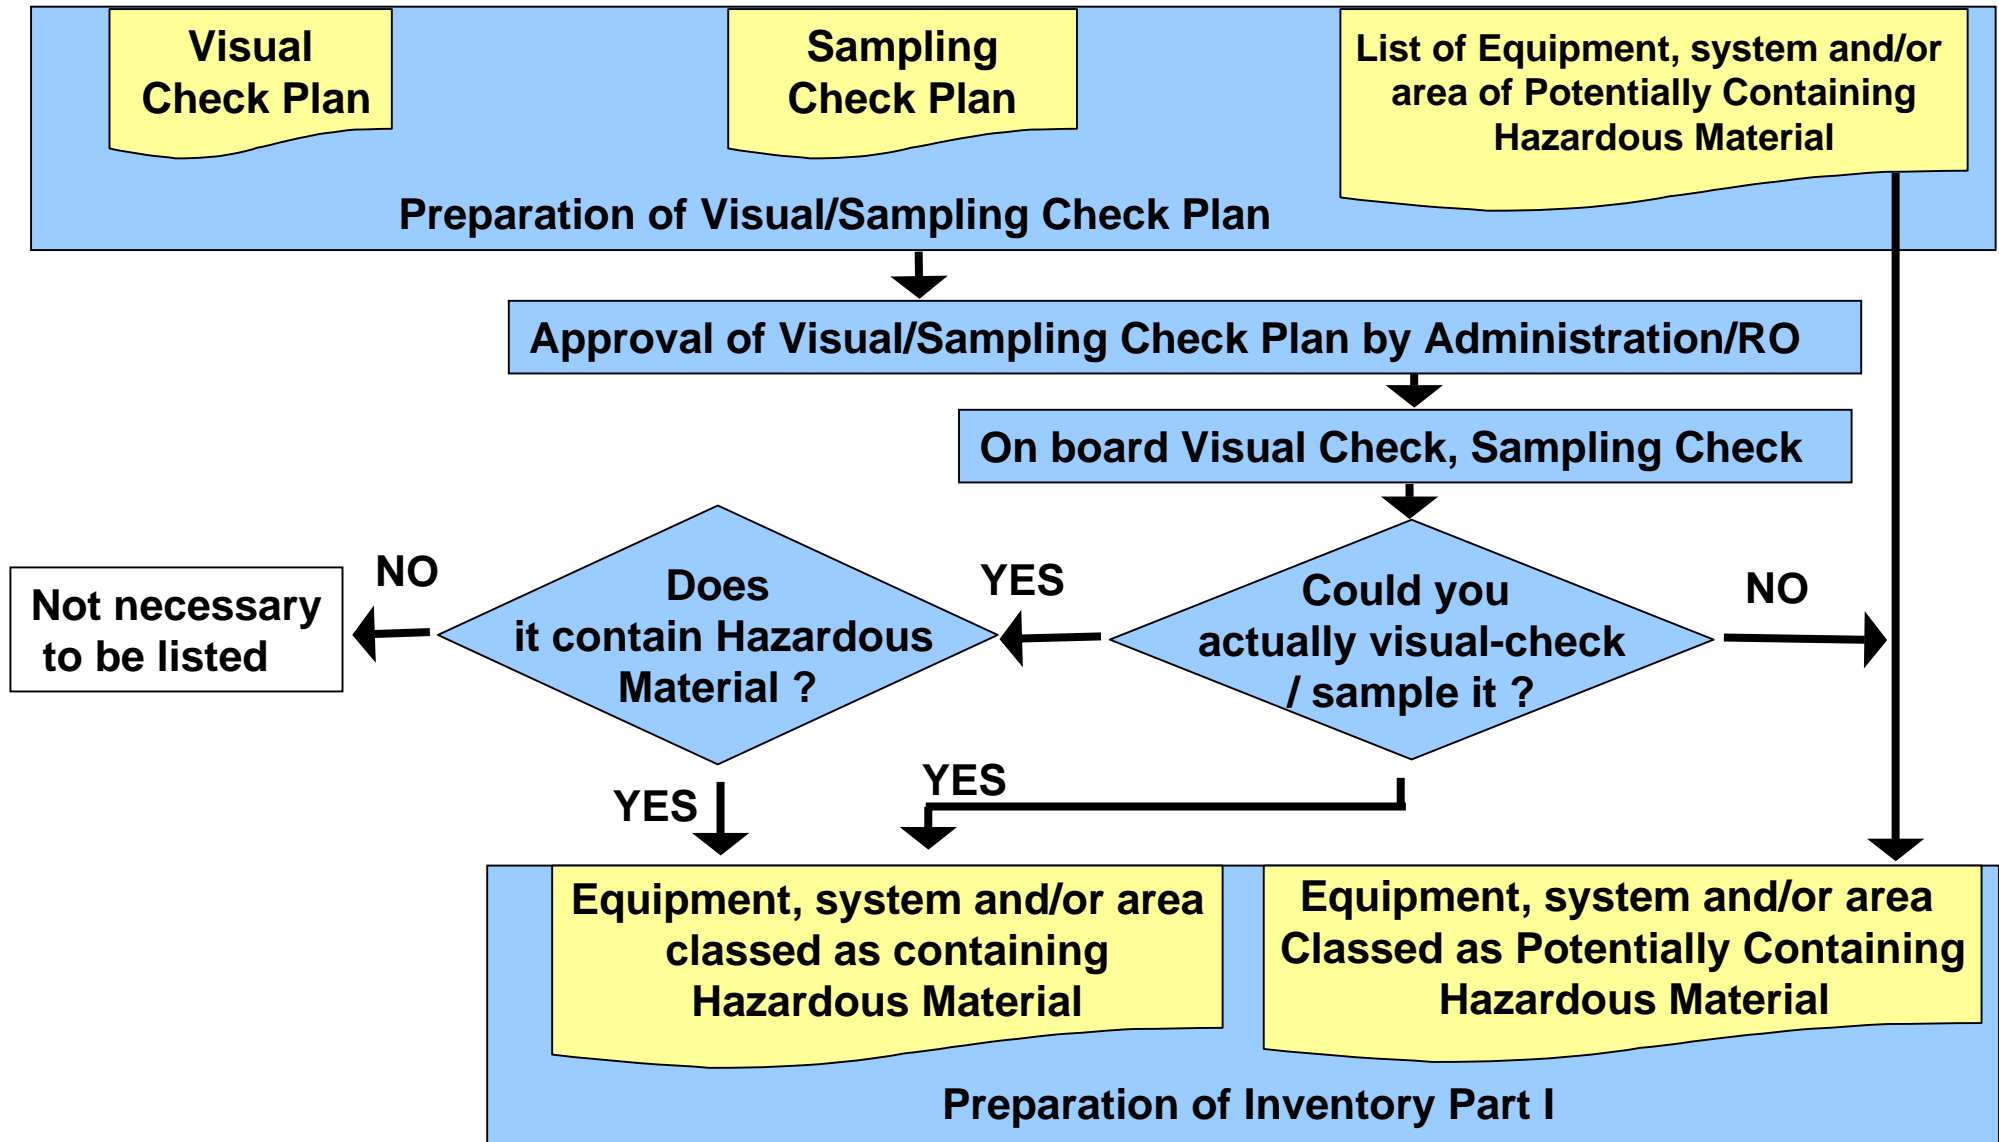 Visual
Check Plan
Sampling
Check Plan
List of Equipment, system and/or
area of Potentially Containing
Hazardous Material
Preparation of Visual/Sampling Check Plan
Approval of Visual/Sampling Check Plan by Administration/RO
On board Visual Check, Sampling Check
Could you
actually visual-check
/ sample it ?
YES
NO
Does
it contain Hazardous
Material ?
NO
Not necessary
to be listed
YES
YES
Equipment, system and/or area
classed as containing
Hazardous Material
Equipment, system and/or area
Classed as Potentially Containing
Hazardous Material
Preparation of Inventory Part I